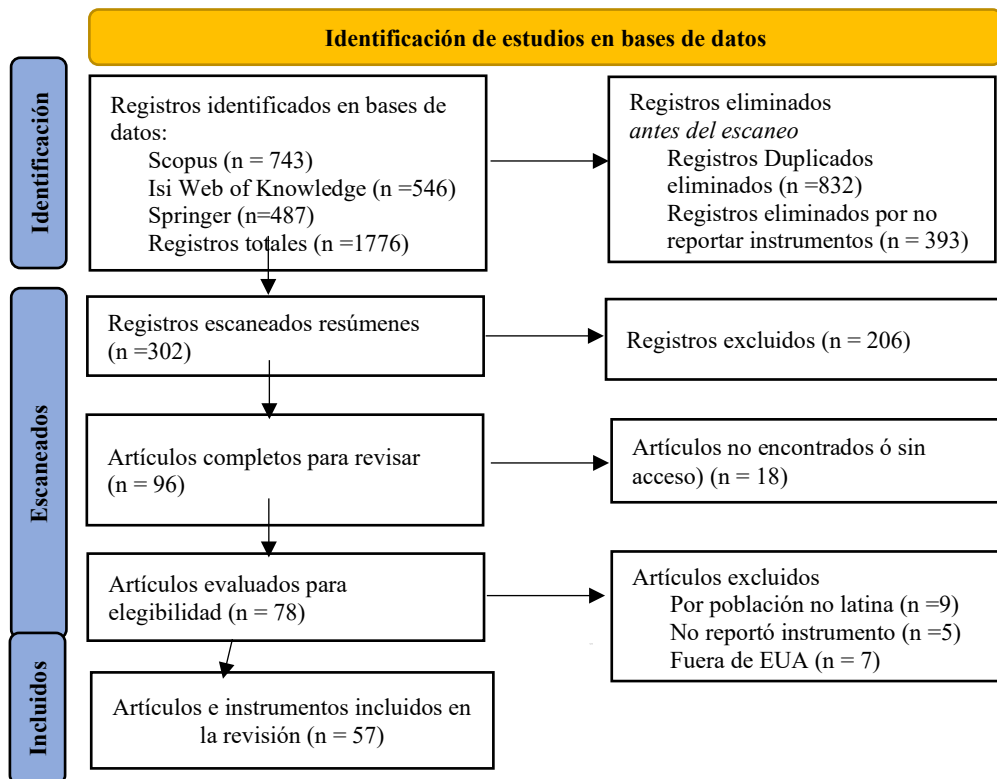 Identificación de estudios en bases de datos
Identificación
Registros identificados en bases de
datos:
Scopus (n = 743)
Isi Web of Knowledge (n =546)
Springer (n=487)
Registros totales (n =1776)
Registros eliminados
antes del escaneo
Registros Duplicados
eliminados (n =832)
Registros eliminados por no
reportar instrumentos (n = 393)
Escaneados
Registros escaneados resúmenes
(n =302)
Registros excluidos (n = 206)
Artículos completos para revisar
(n = 96)
Artículos no encontrados ó sin
acceso) (n = 18)
Artículos evaluados para
elegibilidad (n = 78)
Artículos excluidos
Por población no latina (n =9)
No reportó instrumento (n =5)
Fuera de EUA (n = 7)
Incluidos
Artículos e instrumentos incluidos en
la revisión (n = 57)